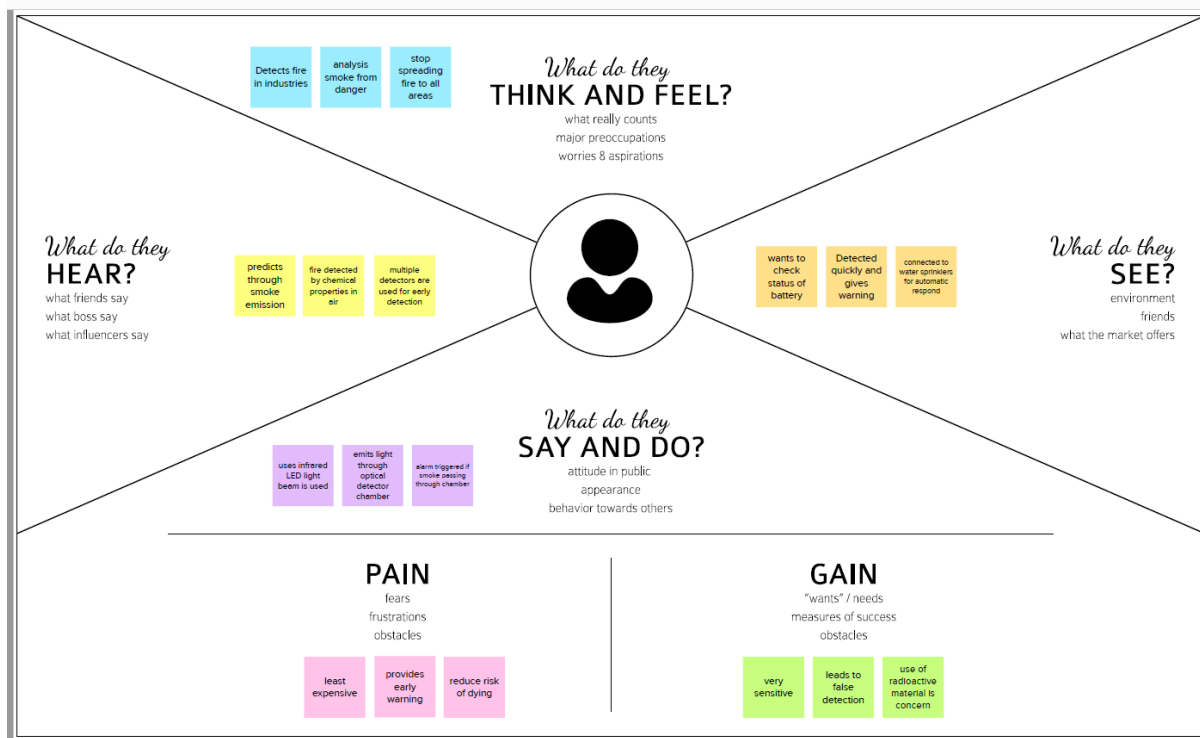 Detects fire
in industries
analysis
smoke from
danger
stop
spreading
fire to all
areas
What do they
THINK AND FEEL?
what really counts
major preoccupations
worries & aspirations
What do they
HEAR?
what friends say
what boss say
what influencers say
predicts
through
smoke
emission
fire detected
by chemical
properties in
air
multiple
detectors are
used for early
detection
wants to
check
status of
battery
Detected
quickly and
gives
warning
connected to
water sprinklers
for automatic
respond
What do they
SEE?
environment
friends
what the market offers
What do they
SAY AND DO?
attitude in public
appearance
behavior towards others
uses infrared
LED light
beam is used
emits light
through
optical
detector
chamber
alarm triggered if
smoke passing
through chamber
PAIN
fears
frustrations
obstacles
least
expensive
provides
early
warning
reduce risk
of dying
GAIN
"wants" / needs
measures of success
obstacles
very
sensitive
leads to
false
detection
use of
radioactive
material is
concern